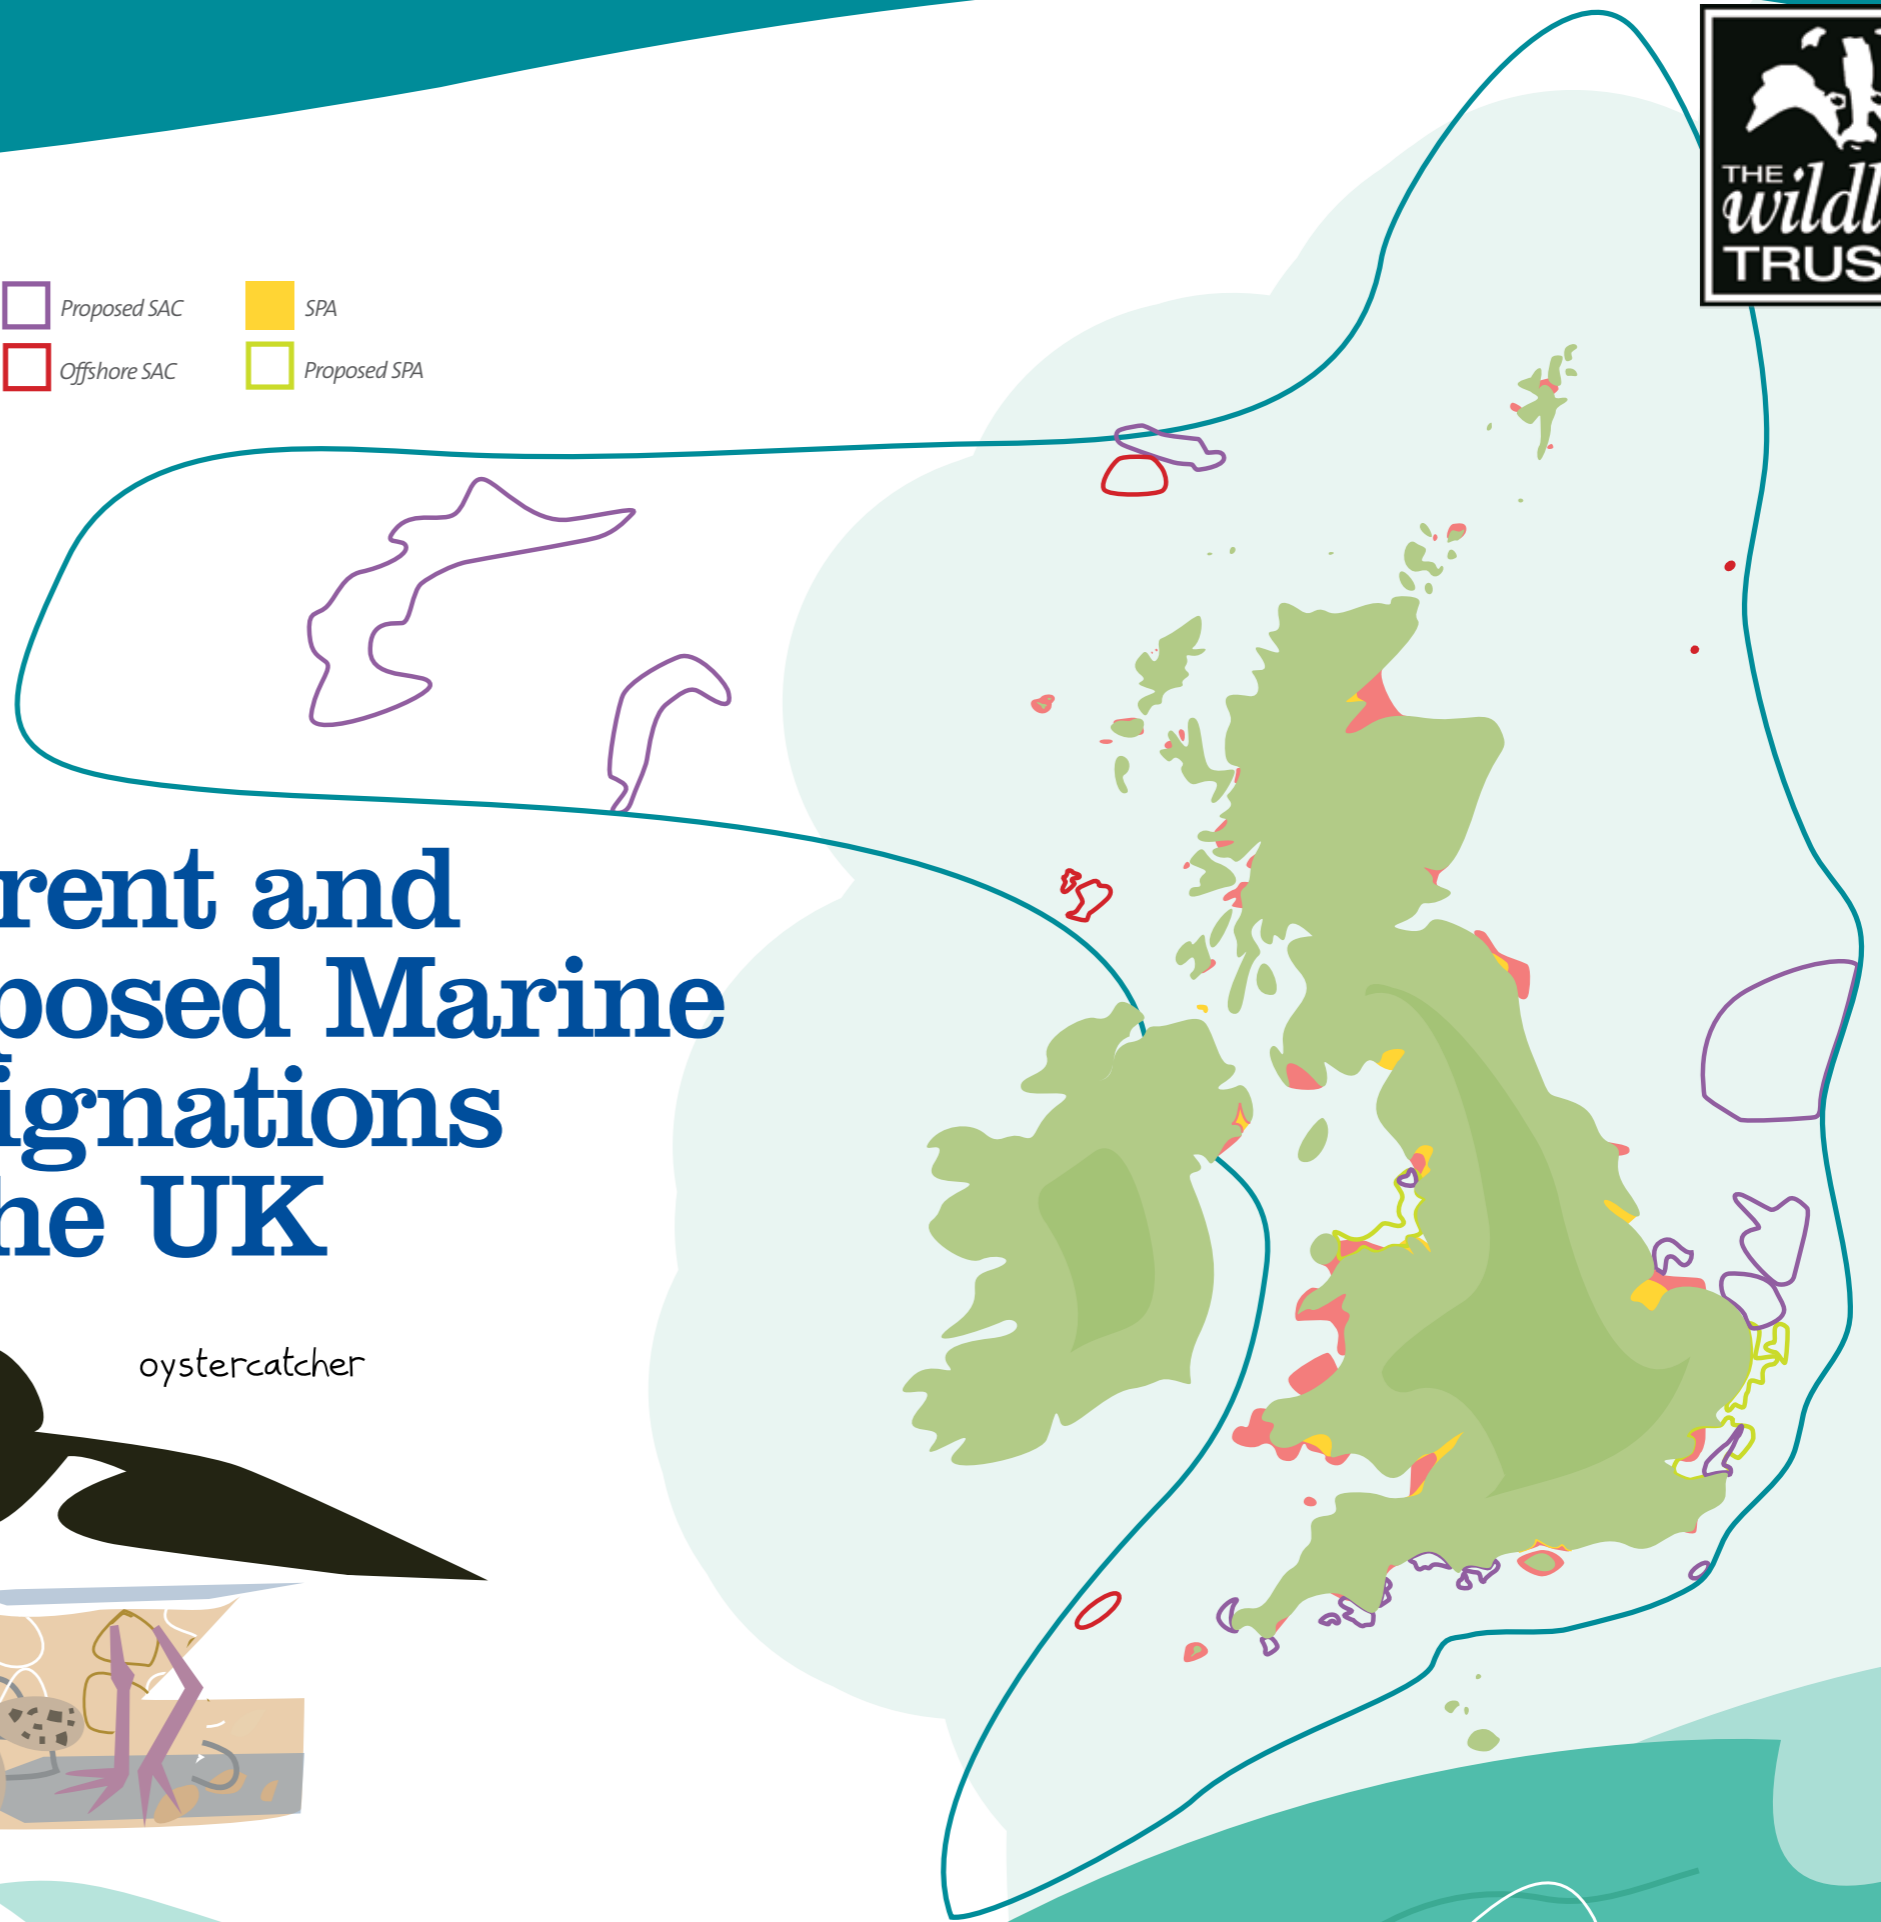 Proposed SAC
SPA
Offshore SAC
Proposed SPA
THE
wildl
TRUS
rent and
posed Marine
ignations
he UK
oystercatcher